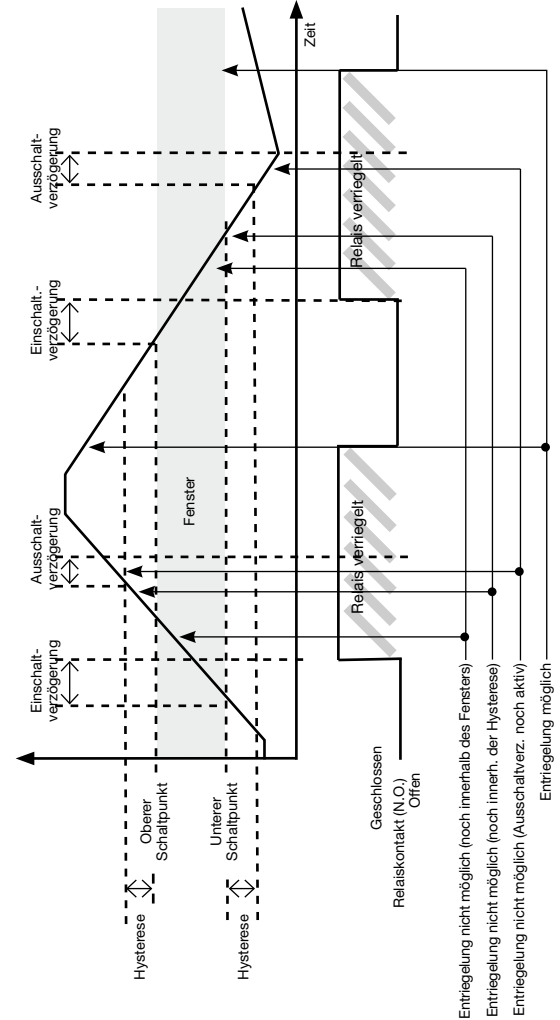 Einschalt-
verzögerung
Ausschalt-
verzögerung
Einschalt.-
verzögerung
Ausschalt-
verzögerung
Hysterese
Oberer
Schaltpunkt
Fenster
Unterer
Schaltpunkt
Hysterese
Zeit
Geschlossen
Relaiskontakt (N.O.)
Offen
Relais verriegelt
Relais verriegelt
Entriegelung nicht möglich (noch innerhalb des Fensters)
Entriegelung nicht möglich (noch innerh. der Hysterese)
Entriegelung nicht möglich (Ausschaltverz. noch aktiv)
Entriegelung möglich